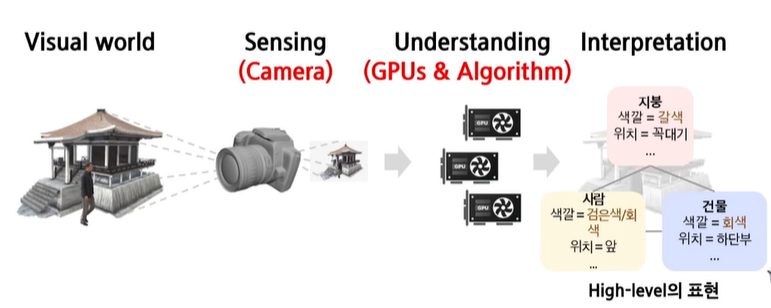 Visual world
Sensing
(Camera)
Understanding
(GPUs & Algorithm)
Interpretation
GPU
GPU
GPU
지붕
색깔 = 갈색
위치 = 꼭대기
...
사람
색깔 = 검은색/회
색
위치 = 앞
...
건물
색깔 = 회색
위치 = 하단부
...
High-level의 표현